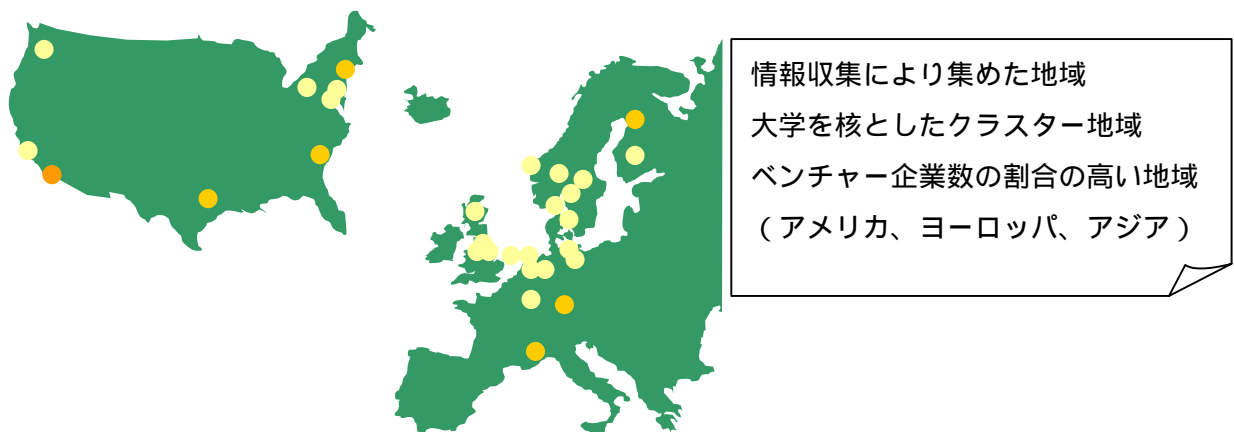 情報収集により集めた地域
大学を核としたクラスター地域
ベンチャー企業数の割合の高い地域
（アメリカ、ヨーロッパ、アジア）